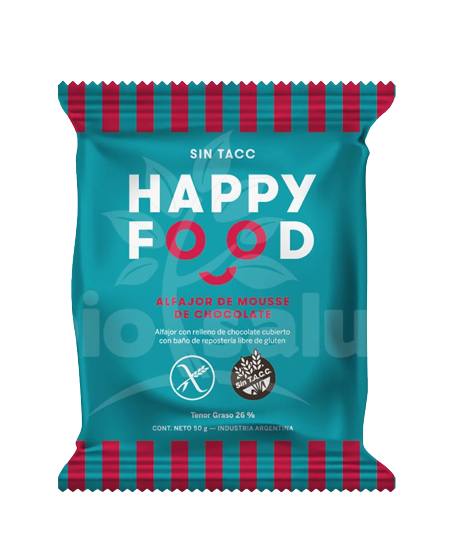 SIN TACC
HAPPY
FOOD
ALFAJOR DE MOUSSE
DE CHOCOLATE
Alfajor con relleno de chocolate cubierto
con baño de repostería libre de gluten
Sin T.A.C.C.
Tenor Graso 26 %
CONT. NETO 50 g — INDUSTRIA ARGENTINA